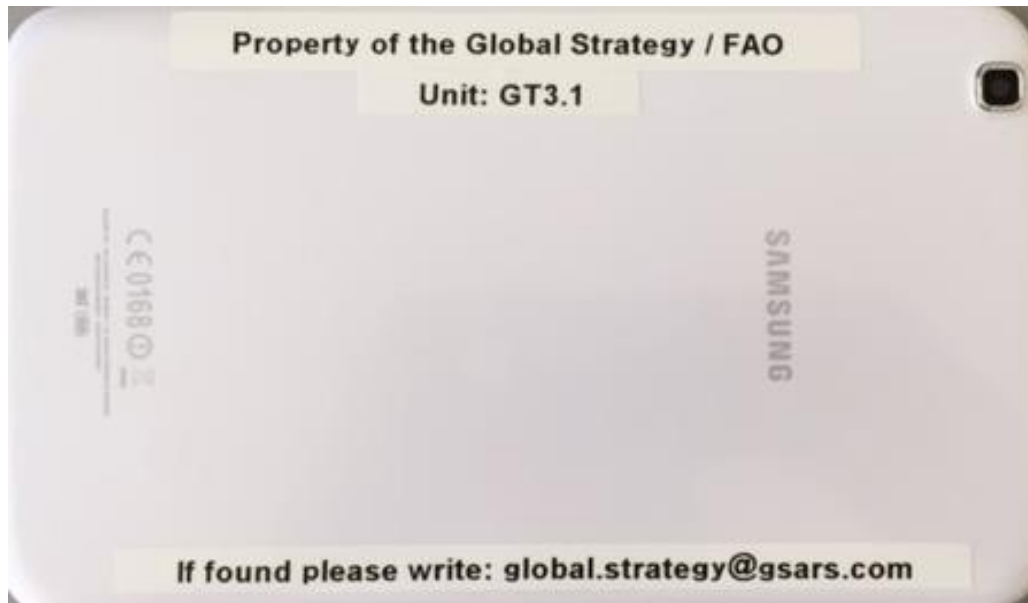 Property of the Global Strategy / FAO
Unit: GT3.1
SAMSUNG
CE0168
If found please write: global.strategy@gsars.com